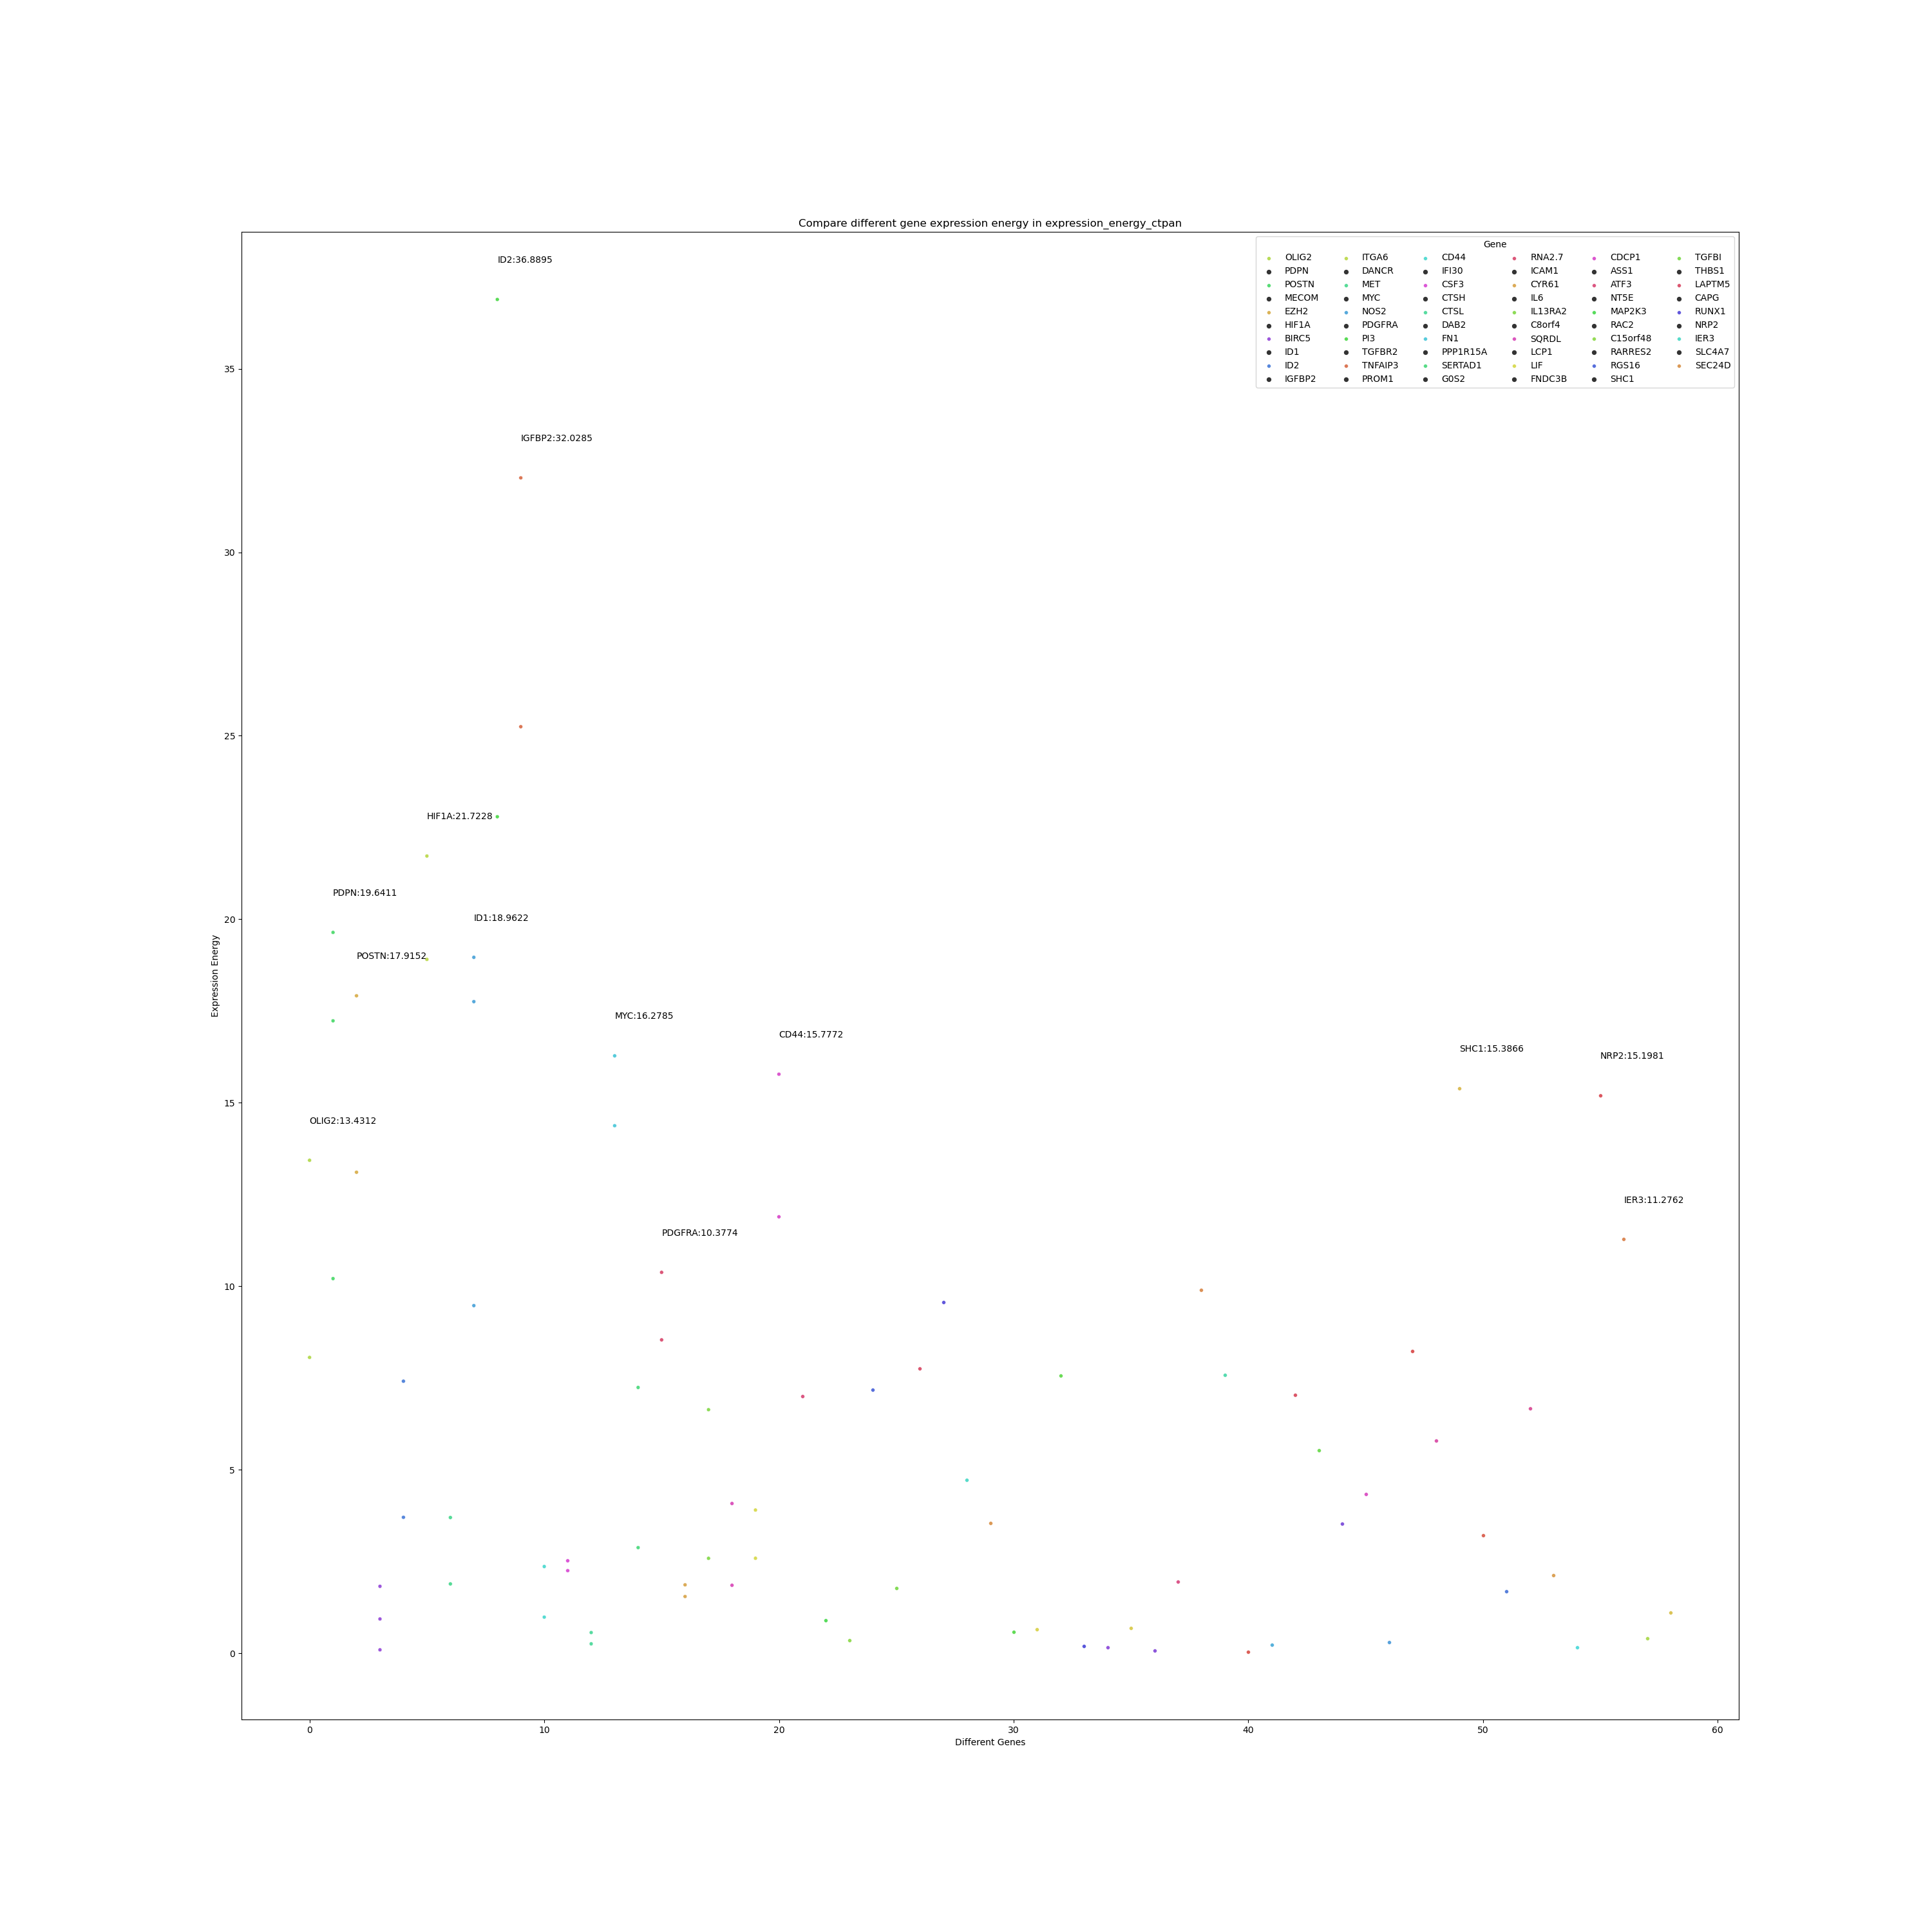 Compare different gene expression energy in expression_energy_ctpan
Gene
OLIG2 ITGA6 CD44 RNA2.7 CDCP1 TGFBI
PDPN DANCR IFI30 ICAM1 ASS1 THBS1
POSTN MET CSF3 CYR61 ATF3 LAPTM5
MECOM MYC CTSH IL6 NT5E CAPG
EZH2 NOS2 CTSL IL13RA2 MAP2K3 RUNX1
HIF1A PDGFRA DAB2 C8orf4 RAC2 NRP2
BIRC5 PI3 FN1 SQRDL C15orf48 IER3
ID1 TGFBR2 PPP1R15A LCP1 RARRES2 SLC4A7
ID2 TNFAIP3 SERTAD1 LIF RGS16 SEC24D
IGFBP2 PROM1 G0S2 FNDC3B SHC1
ID2:36.8895
35
IGFBP2:32.0285
30
25
HIF1A:21.7228
PDPN:19.6411
20
ID1:18.9622
POSTN:17.9152
MYC:16.2785
CD44:15.7772
SHC1:15.3866
NRP2:15.1981
15
OLIG2:13.4312
IER3:11.2762
PDGFRA:10.3774
10
5
0
Expression Energy
0 10 20 30 40 50 60
Different Genes